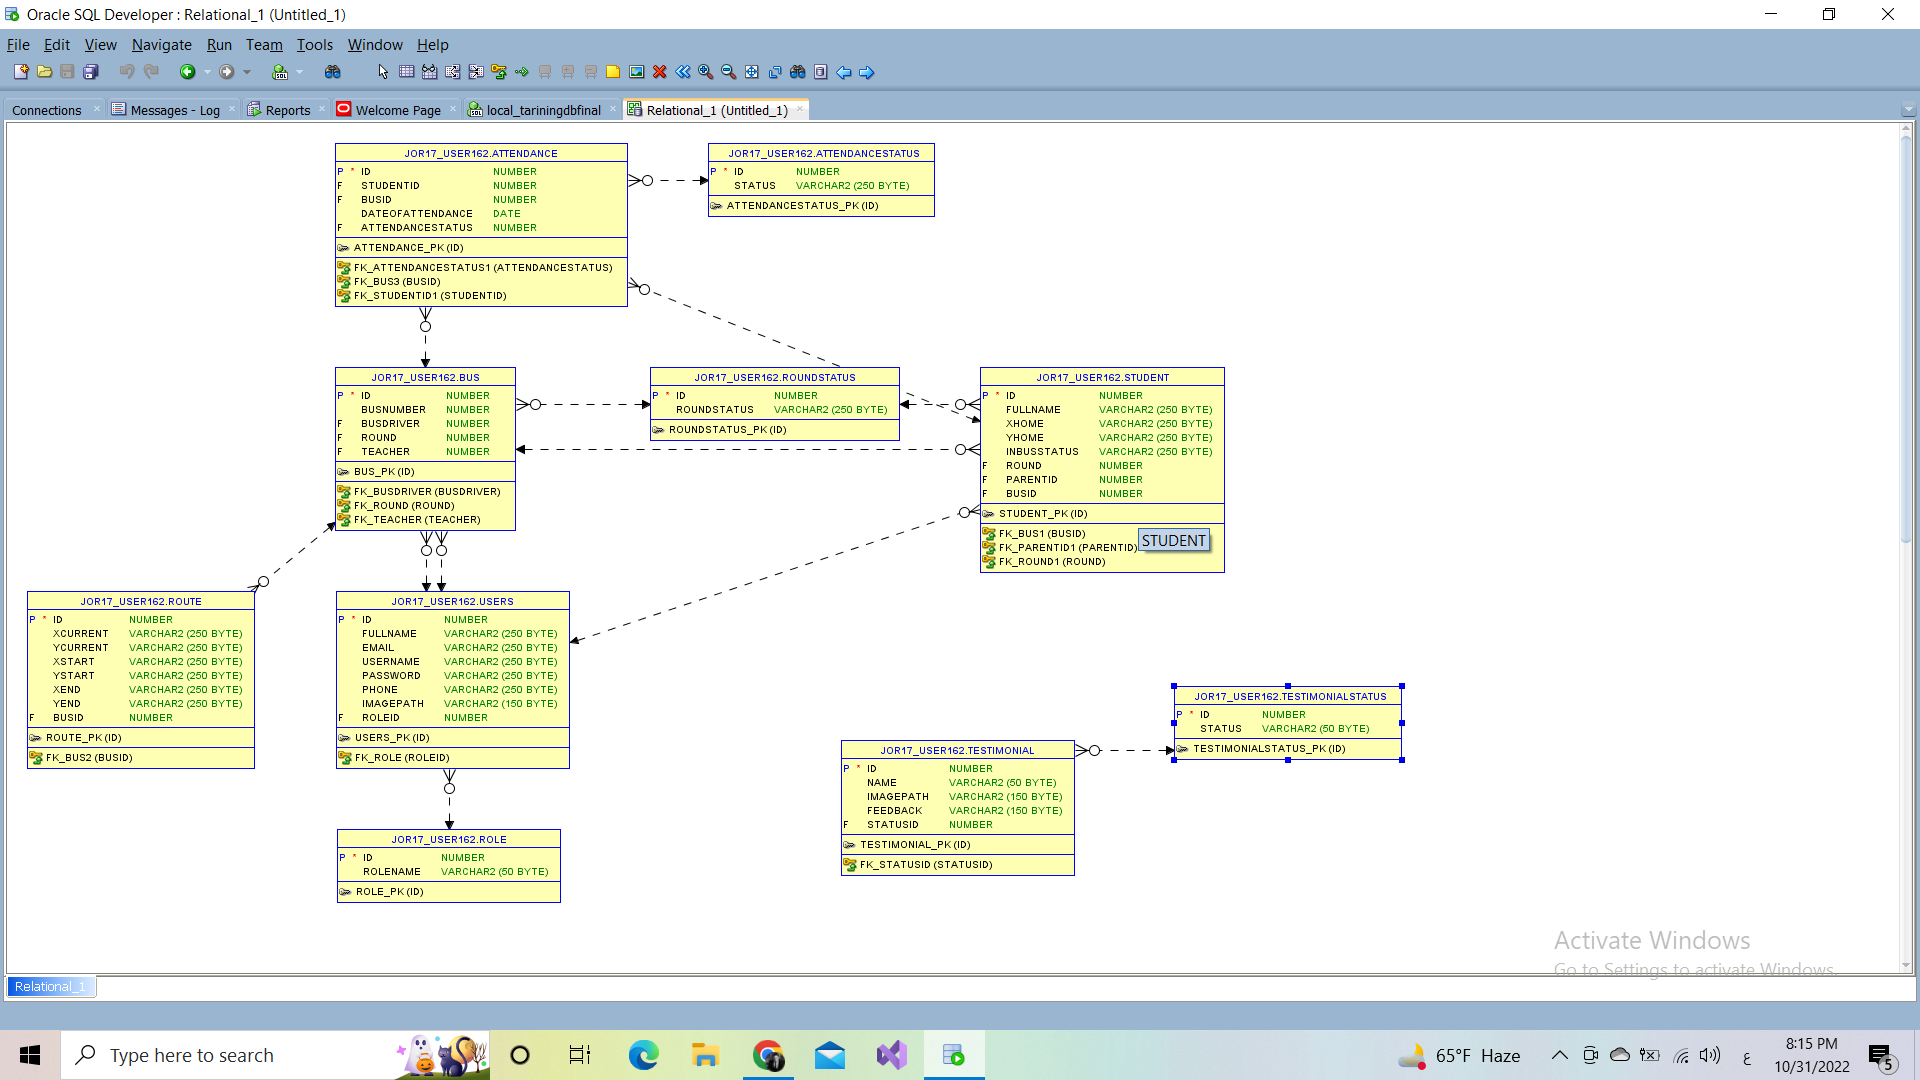 Oracle SQL Developer : Relational_1 (Untitled_1)
File Edit View Navigate Run Team Tools Window Help
Connections Messages - Log Reports Welcome Page local_tariningdbfinal Relational_1 (Untitled_1)
JOR17_USER162.ATTENDANCE
P * ID NUMBER
F STUDENTID NUMBER
F BUSID NUMBER
DATEOFATTENDANCE DATE
F ATTENDANCESTATUS NUMBER
ATTENDANCE_PK (ID)
FK_ATTENDANCESTATUS1 (ATTENDANCESTATUS)
FK_BUS3 (BUSID)
FK_STUDENTID1 (STUDENTID)
JOR17_USER162.ATTENDANCESTATUS
P * ID NUMBER
STATUS VARCHAR2 (250 BYTE)
ATTENDANCESTATUS_PK (ID)
JOR17_USER162.BUS
P * ID NUMBER
BUSNUMBER NUMBER
F BUSDRIVER NUMBER
F ROUND NUMBER
F TEACHER NUMBER
BUS_PK (ID)
FK_BUSDRIVER (BUSDRIVER)
FK_ROUND (ROUND)
FK_TEACHER (TEACHER)
JOR17_USER162.ROUNDSTATUS
P * ID NUMBER
ROUNDSTATUS VARCHAR2 (250 BYTE)
ROUNDSTATUS_PK (ID)
JOR17_USER162.STUDENT
P * ID NUMBER
FULLNAME VARCHAR2 (250 BYTE)
XHOME VARCHAR2 (250 BYTE)
YHOME VARCHAR2 (250 BYTE)
INBUSSTATUS VARCHAR2 (250 BYTE)
F ROUND NUMBER
F PARENTID NUMBER
F BUSID NUMBER
STUDENT_PK (ID)
FK_BUS1 (BUSID)
FK_PARENTID1 (PARENTID)
FK_ROUND1 (ROUND)
STUDENT
JOR17_USER162.ROUTE
P * ID NUMBER
XCURRENT VARCHAR2 (250 BYTE)
YCURRENT VARCHAR2 (250 BYTE)
XSTART VARCHAR2 (250 BYTE)
YSTART VARCHAR2 (250 BYTE)
XEND VARCHAR2 (250 BYTE)
YEND VARCHAR2 (250 BYTE)
F BUSID NUMBER
ROUTE_PK (ID)
FK_BUS2 (BUSID)
JOR17_USER162.USERS
P * ID NUMBER
FULLNAME VARCHAR2 (250 BYTE)
EMAIL VARCHAR2 (250 BYTE)
USERNAME VARCHAR2 (250 BYTE)
PASSWORD VARCHAR2 (250 BYTE)
PHONE VARCHAR2 (250 BYTE)
IMAGEPATH VARCHAR2 (150 BYTE)
F ROLEID NUMBER
USERS_PK (ID)
FK_ROLE (ROLEID)
JOR17_USER162.ROLE
P * ID NUMBER
ROLENAME VARCHAR2 (50 BYTE)
ROLE_PK (ID)
JOR17_USER162.TESTIMONIAL
P * ID NUMBER
NAME VARCHAR2 (50 BYTE)
IMAGEPATH VARCHAR2 (150 BYTE)
FEEDBACK VARCHAR2 (150 BYTE)
F STATUSID NUMBER
TESTIMONIAL_PK (ID)
FK_STATUSID (STATUSID)
JOR17_USER162.TESTIMONIALSTATUS
P * ID NUMBER
STATUS VARCHAR2 (50 BYTE)
TESTIMONIALSTATUS_PK (ID)
Activate Windows
Go to Settings to activate Windows.
Relational_1
Type here to search
65°F Haze
ع
8:15 PM
10/31/2022
5